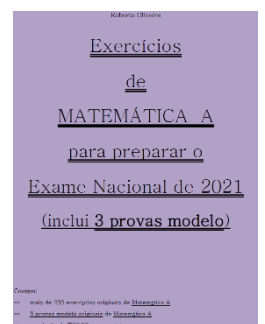 Roberto Oliveira
Exercícios
de
MATEMÁTICA A
para preparar o
Exame Nacional de 2021
(inclui 3 provas modelo)
Contém:
mais de 300 exercícios originais de Matemática A
3 provas modelo originais de Matemática A